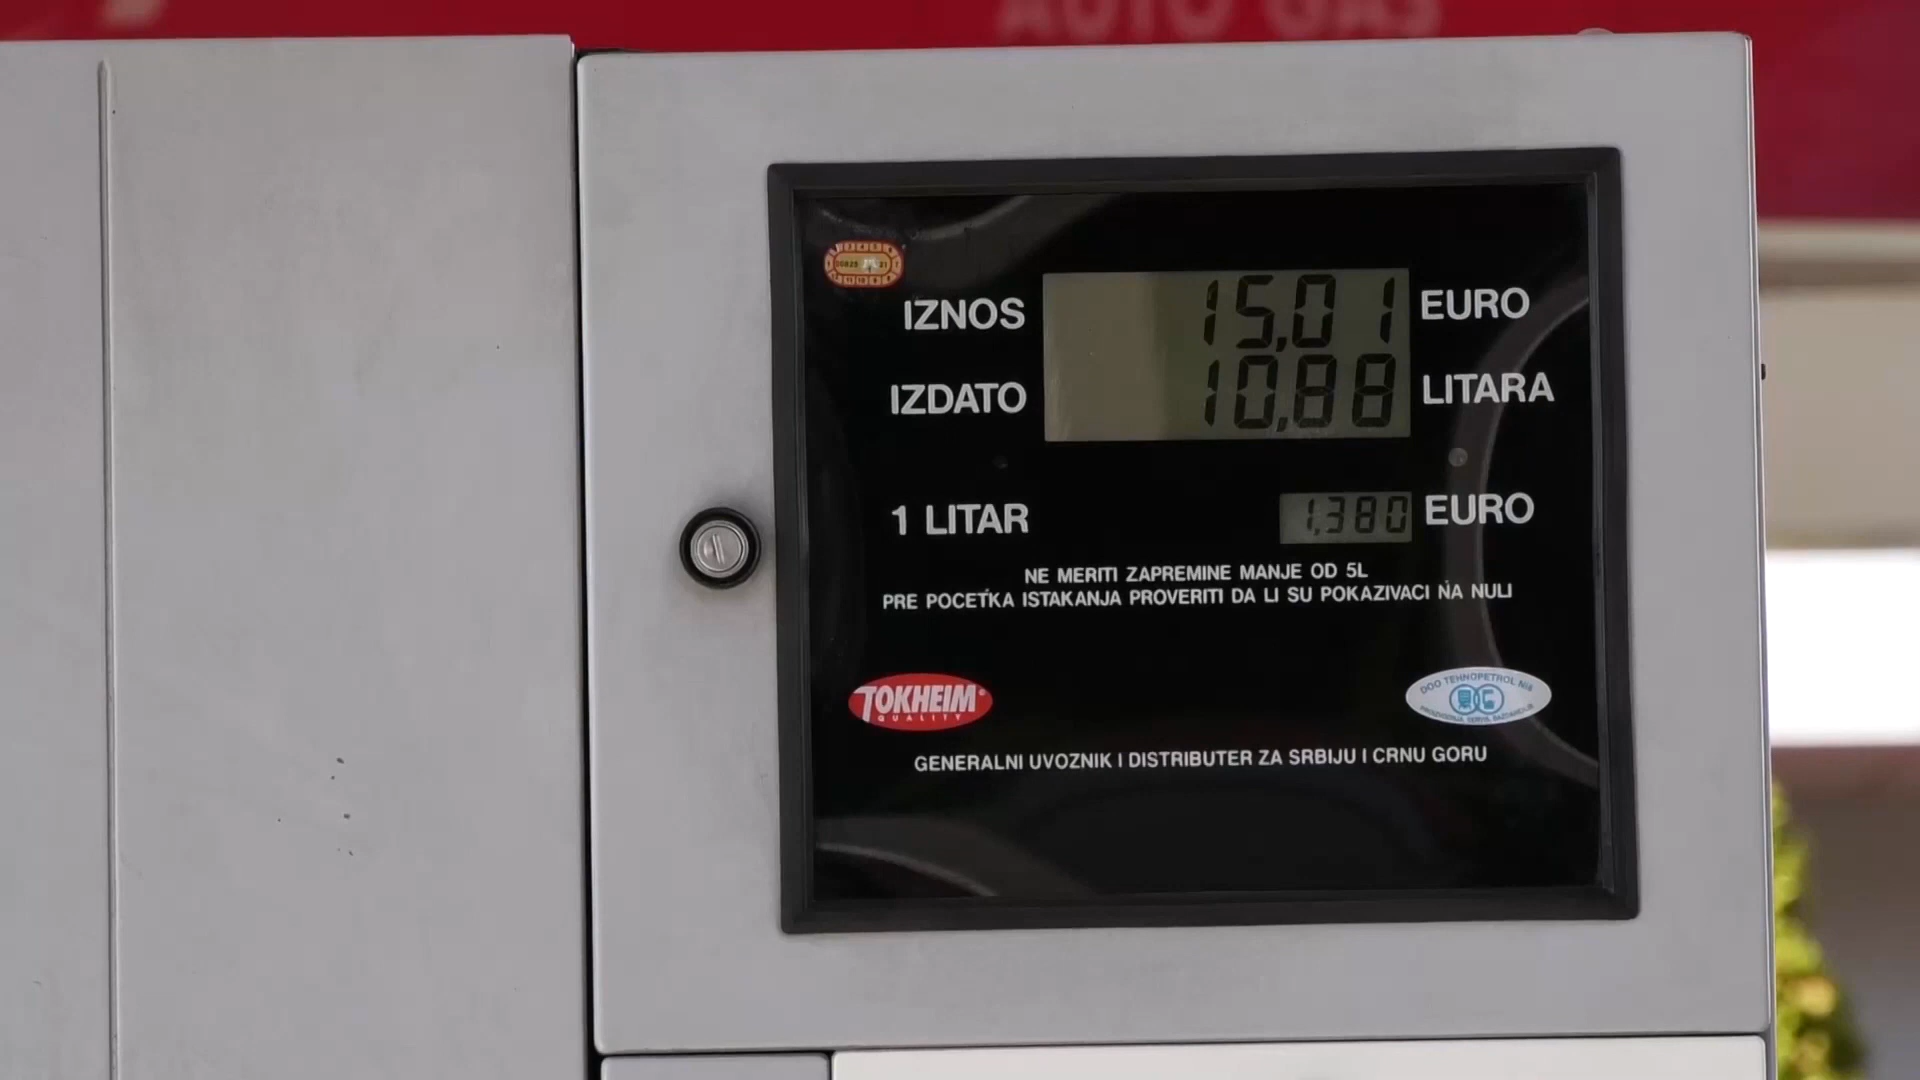 AUTO GAS
IZNOS 15,01 EURO
IZDATO 10,88 LITARA
1 LITAR 1,380 EURO
NE MERITI ZAPREMINE MANJE OD 5L
PRE POCETKA ISTAKANJA PROVERITI DA LI SU POKAZIVACI NA NULI
TOKHEIM
QUALITY
DOO TEHNOPETROL Niš
GENERALNI UVOZNIK I DISTRIBUTER ZA SRBIJU I CRNU GORU